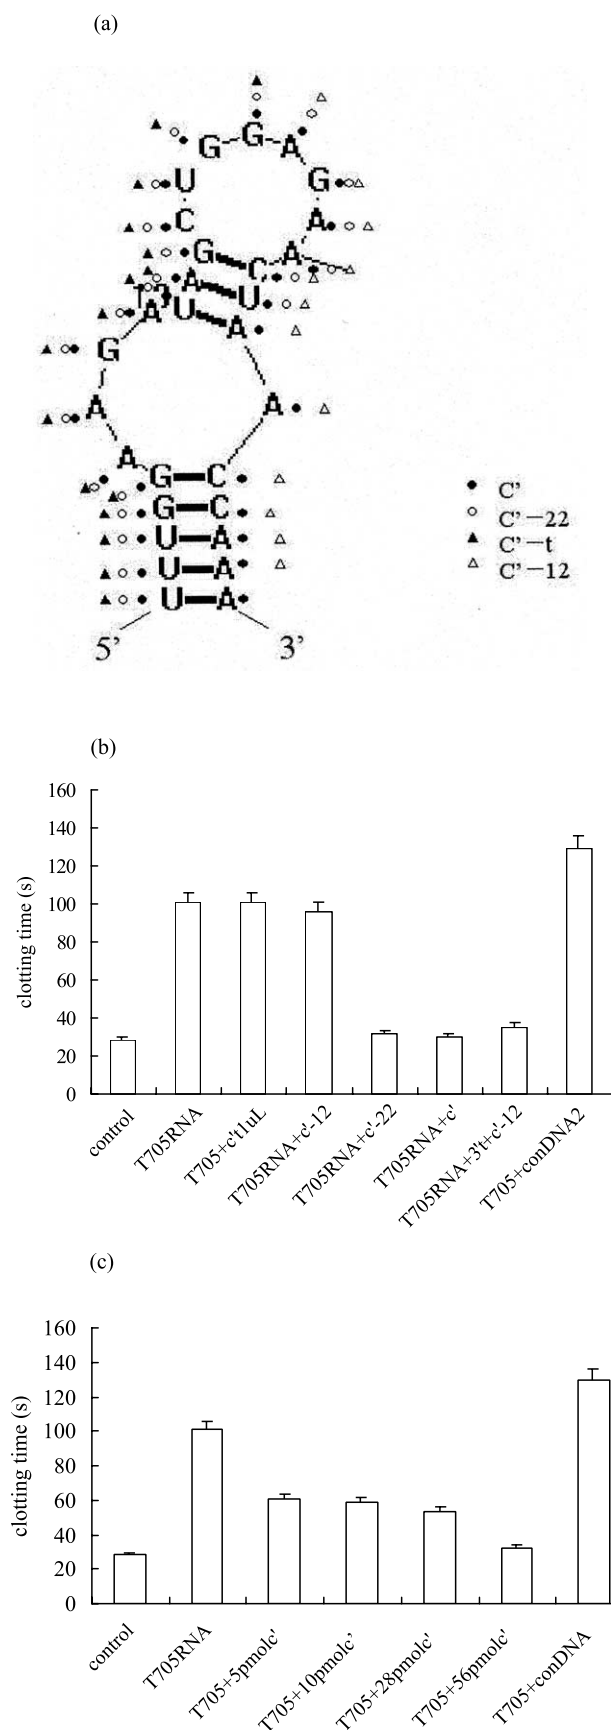 (a)
G G A
U G
C A
G A
C
A U
A U A
G
A A
A
G C
G C
U A
U A
U A
5' 3'
C'
C'—22
C'—t
C'—12
(b)
160
140
120
100
80
60
40
20
0
clotting time (s)
control
T705RNA
T705+c't1uL
T705RNA+c'-12
T705RNA+c'-22
T705RNA+c'
T705RNA+3't+c'-12
T705+conDNA2
(c)
160
140
120
100
80
60
40
20
0
clotting time (s)
control
T705RNA
T705+5pmolc'
T705+10pmolc'
T705+28pmolc'
T705+56pmolc'
T705+conDNA